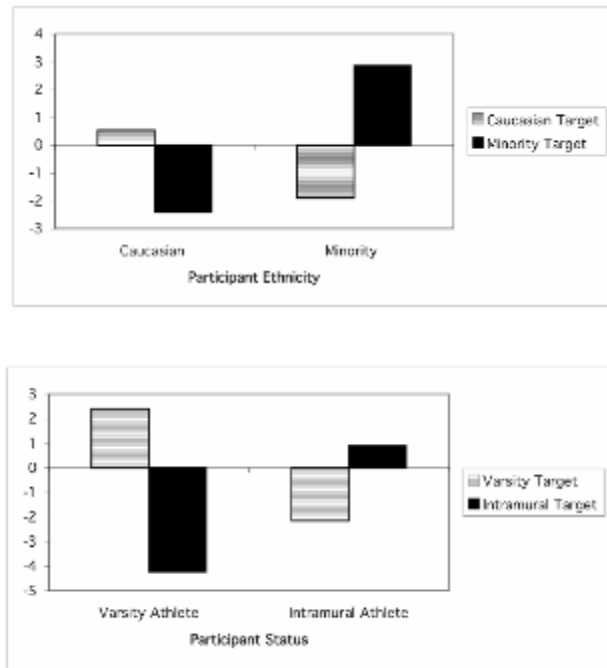 4
3
2
1
0
-1
-2
-3
Caucasian Minority
Participant Ethnicity
Caucasian Target
Minority Target
3
2
1
0
-1
-2
-3
-4
-5
Varsity Athlete Intramural Athlete
Participant Status
Varsity Target
Intramural Target